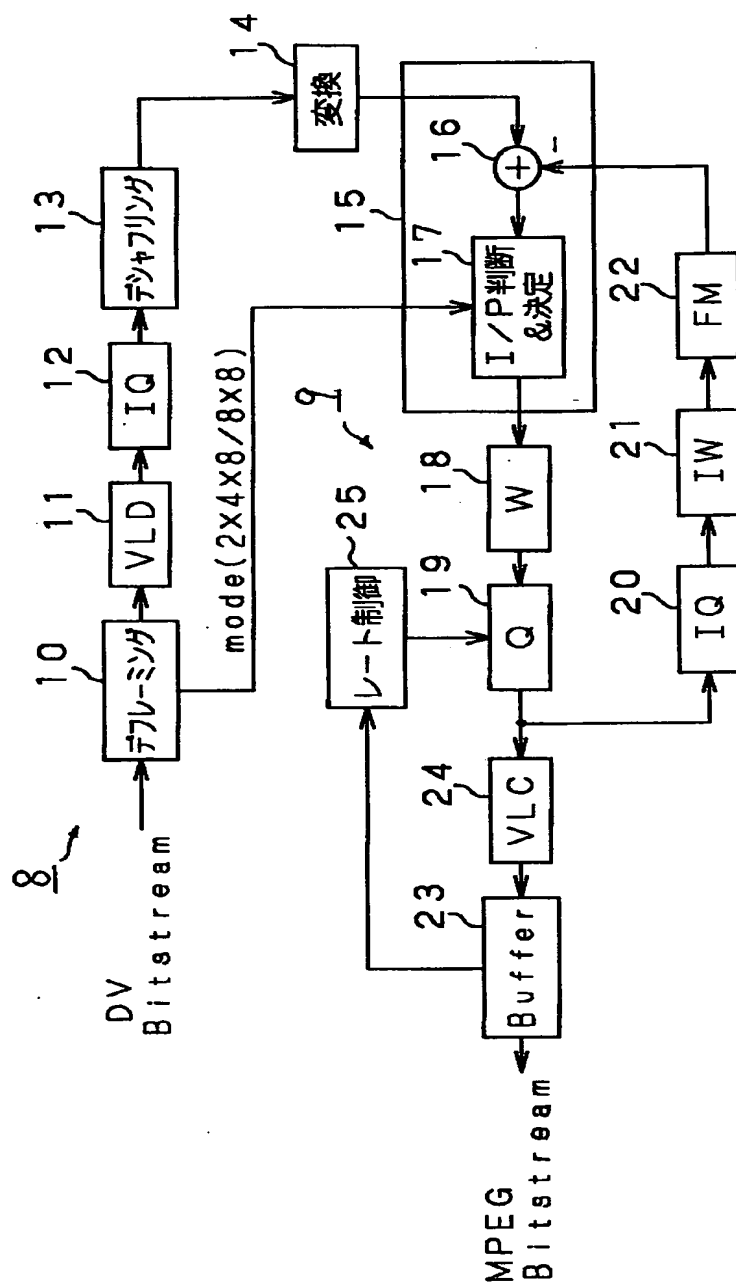 8
DV
Bitstream
10
デフレーミング
11
VLD
12
IQ
13
デシャフリング
14
変換
mode(2X4X8/8X8)
9
15
16
+
-
17
I/P判断
&決定
18
W
19
Q
25
レート制御
20
IQ
21
IW
22
FM
24
VLC
23
Buffer
MPEG
Bitstream